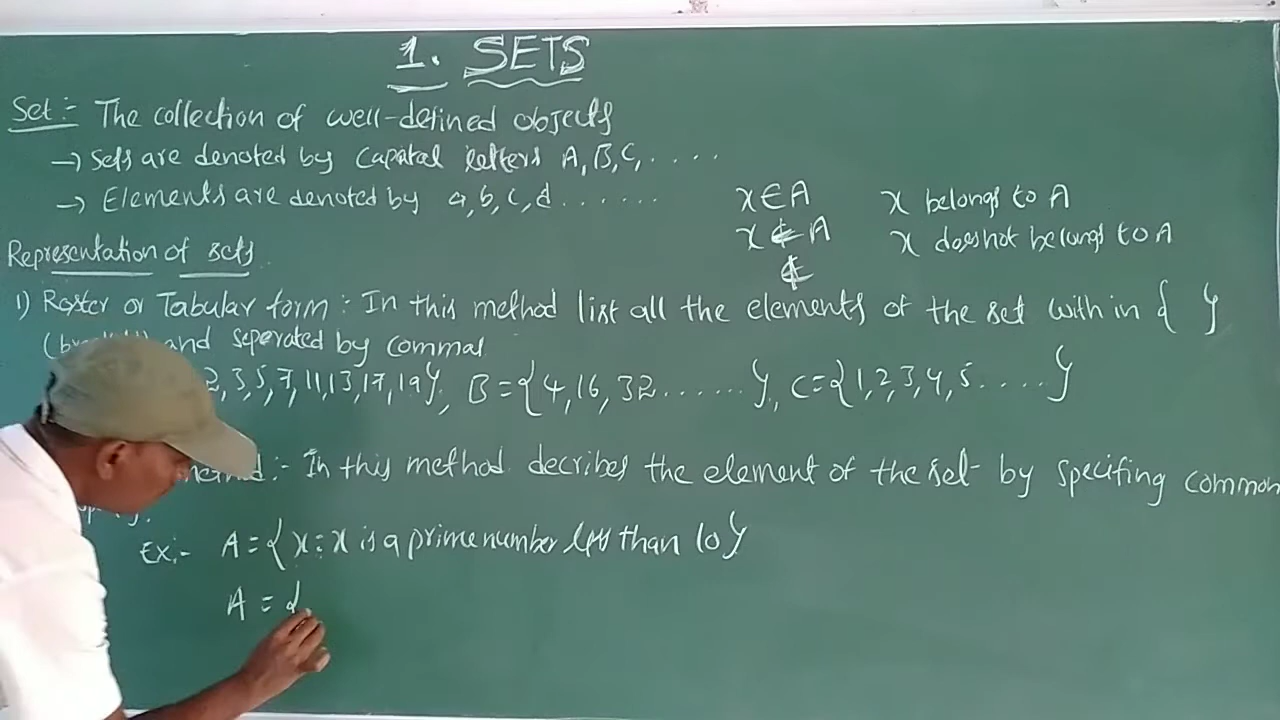 1. SETS
Set :- The collection of well-defined objects
→ Sets are denoted by Capital letters A, B, C, . . . .
→ Elements are denoted by a, b, c, d . . . . . . .
x ∈ A x belongs to A
x ∉ A x does not belongs to A
∉
Representation of sets
1) Roster or Tabular form : In this method list all the elements of the set with in { }
and seperated by commas
2, 3, 5, 7, 11, 13, 17, 19}, B = {4, 16, 32 . . . . . . }, C = {1, 2, 3, 4, 5 . . . . . }
:- In this method decribes the element of the set by specifing common
Ex :- A = { x : x is a prime number less than 10 }
A = {